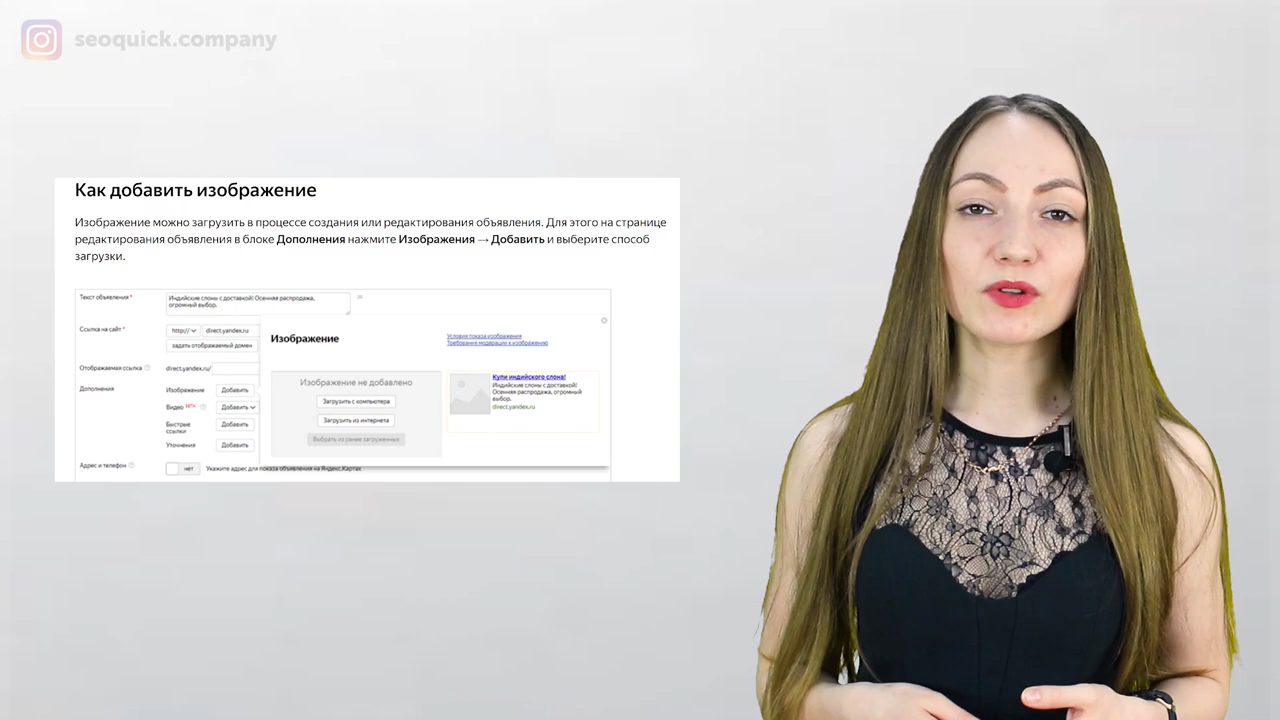 seoquick.company
Как добавить изображение
Изображение можно загрузить в процессе создания или редактирования объявления. Для этого на странице
редактирования объявления в блоке Дополнения нажмите Изображения → Добавить и выберите способ
загрузки.
Текст объявления *
Индийские слоны с доставкой! Осенняя распродажа,
огромный выбор.
Ссылка на сайт *
http://
direct.yandex.ru
задать отображаемый домен
Отображаемая ссылка
direct.yandex.ru/
Дополнения
Изображение
Добавить
Видео BETA
Добавить
Быстрые
ссылки
Добавить
Уточнения
Добавить
Адрес и телефон
нет
Укажите адрес для показа объявления на Яндекс.Картах
Изображение
Условия показа изображения
Требования модерации к изображению
Изображение не добавлено
Загрузить с компьютера
Загрузить из интернета
Выбрать из ранее загруженных
Купи индийского слона!
Индийские слоны с доставкой!
Осенняя распродажа, огромный
выбор.
direct.yandex.ru